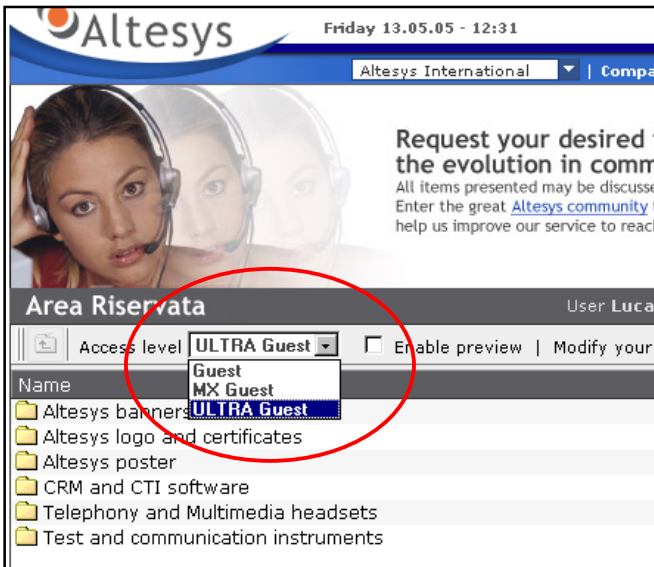 Altesys
Friday 13.05.05 - 12:31
Altesys International | Compa
Request your desired
the evolution in comm
All items presented may be discusse
Enter the great Altesys community
help us improve our service to reac
Area Riservata User Luca
Access level ULTRA Guest Enable preview | Modify your
Guest
MX Guest
ULTRA Guest
Name
Altesys banners
Altesys logo and certificates
Altesys poster
CRM and CTI software
Telephony and Multimedia headsets
Test and communication instruments